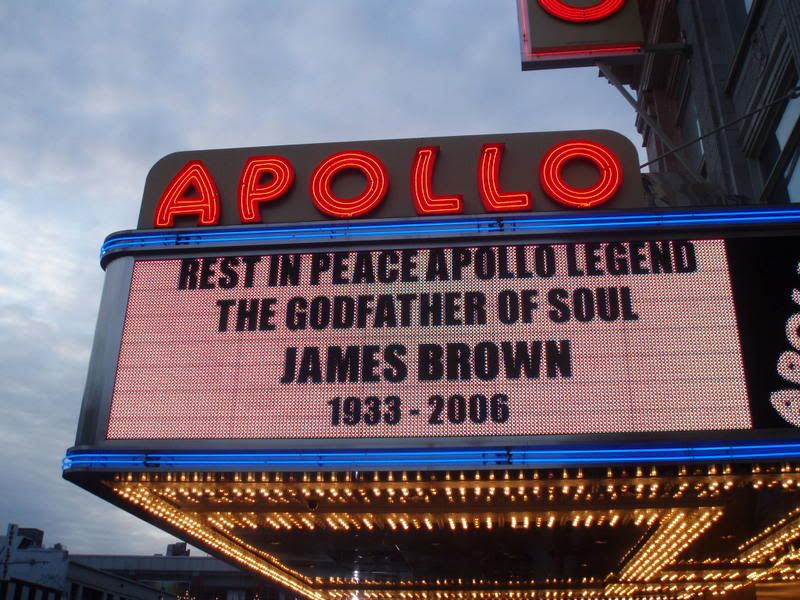 APOLLO
REST IN PEACE APOLLO LEGEND
THE GODFATHER OF SOUL
JAMES BROWN
1933 - 2006